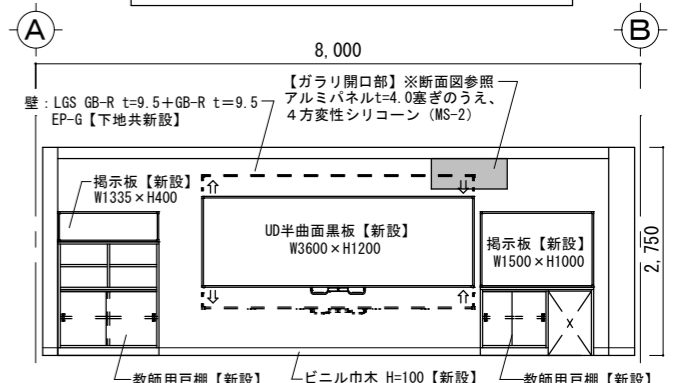 A
B
8,000
壁：LGS GB-R t=9.5＋GB-R t＝9.5
EP-G【下地共新設】
【ガラリ開口部】※断面図参照
アルミパネルt=4.0塞ぎのうえ、
４方変性シリコーン（MS-2）
掲示板【新設】
W1335×H400
UD半曲面黒板【新設】
W3600×H1200
掲示板【新設】
W1500×H1000
2,750
教師用戸棚【新設】
ビニル巾木 H=100【新設】
教師用戸棚【新設】